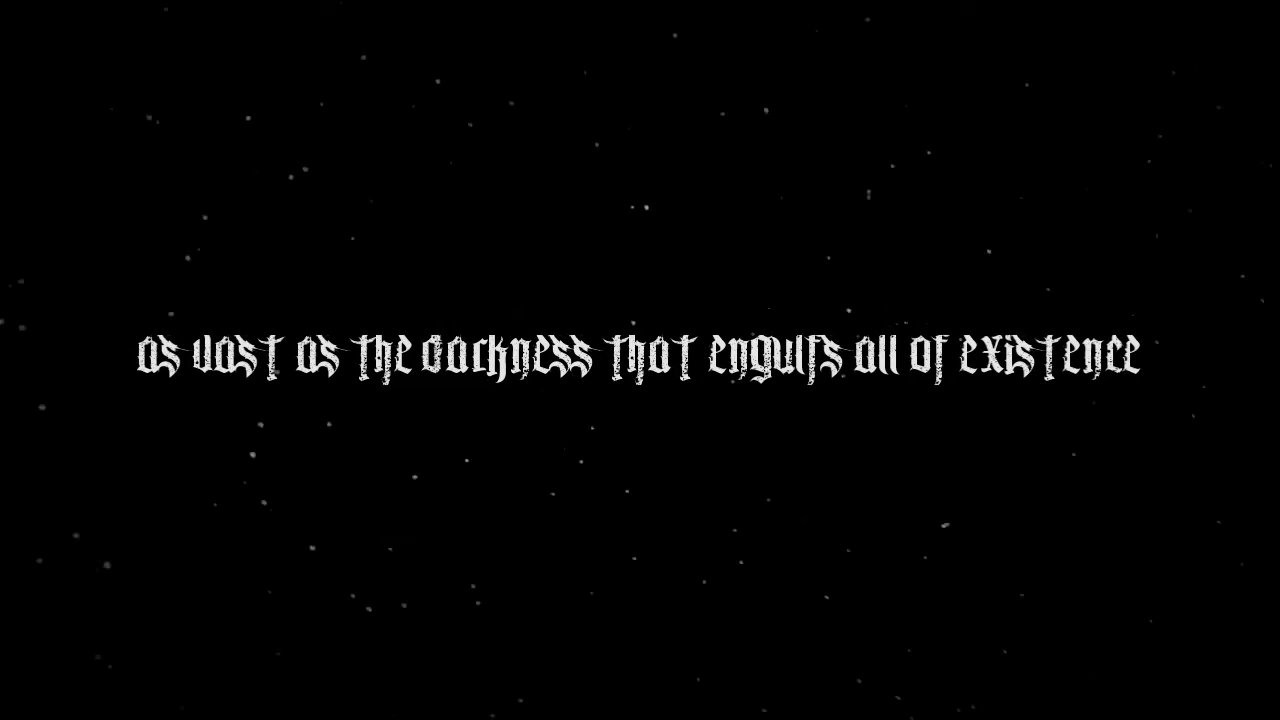 as vast as the darkness that engulfs all of existence